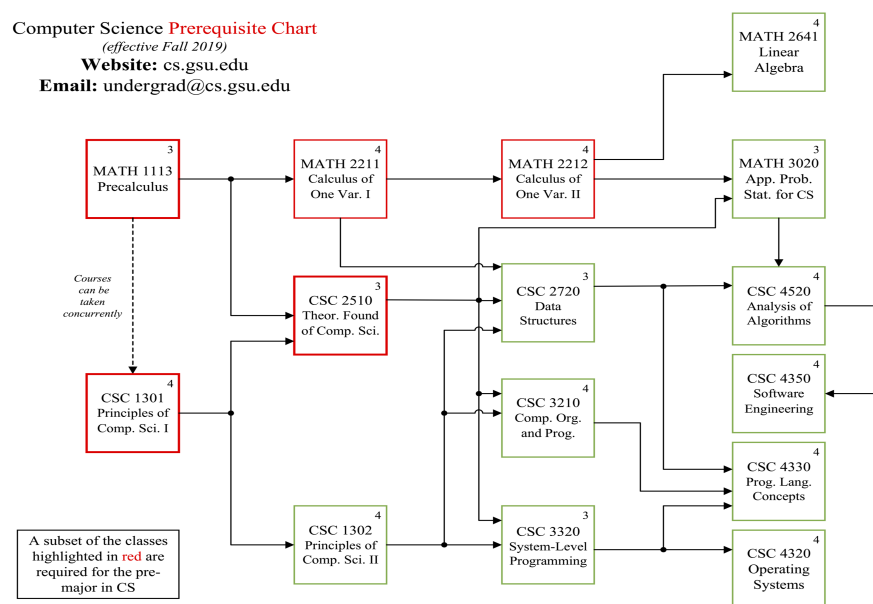 Computer Science Prerequisite Chart
(effective Fall 2019)
Website: cs.gsu.edu
Email: undergrad@cs.gsu.edu
4
MATH 2641
Linear
Algebra
3
MATH 1113
Precalculus
4
MATH 2211
Calculus of
One Var. I
4
MATH 2212
Calculus of
One Var. II
3
MATH 3020
App. Prob.
Stat. for CS
Courses
can be
taken
concurrently
3
CSC 2510
Theor. Found
of Comp. Sci.
3
CSC 2720
Data
Structures
4
CSC 4520
Analysis of
Algorithms
4
CSC 1301
Principles of
Comp. Sci. I
4
CSC 3210
Comp. Org.
and Prog.
4
CSC 4350
Software
Engineering
4
CSC 4330
Prog. Lang.
Concepts
4
CSC 1302
Principles of
Comp. Sci. II
3
CSC 3320
System-Level
Programming
4
CSC 4320
Operating
Systems
A subset of the classes
highlighted in red are
required for the pre-
major in CS